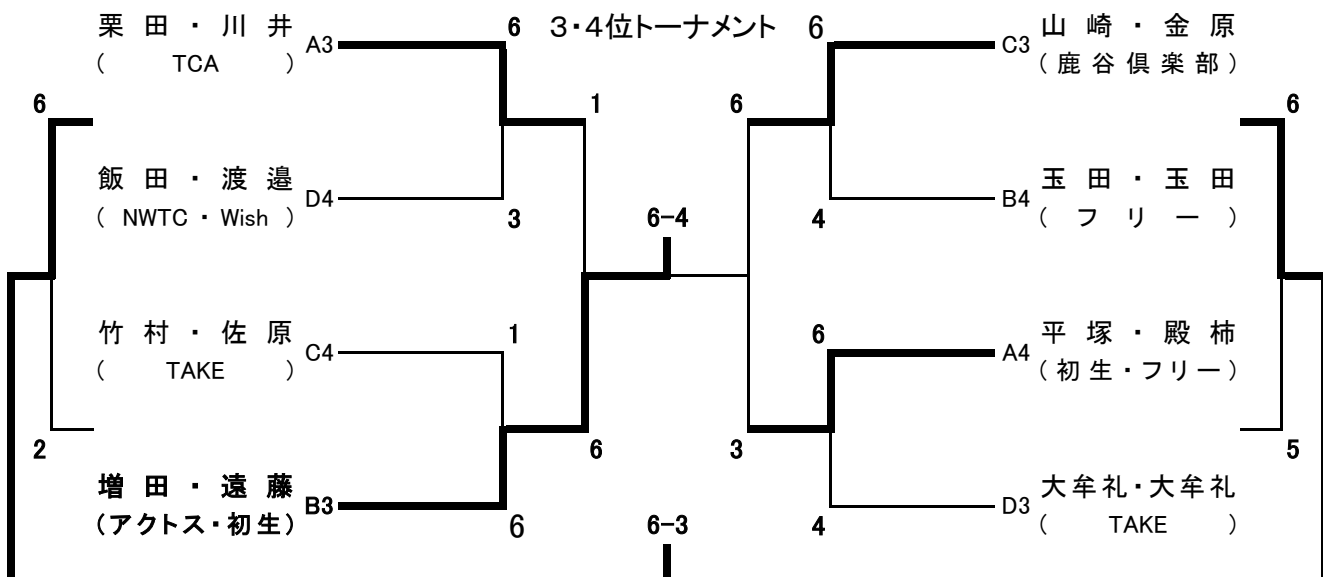 栗田・川井 A3 6 3・4位トーナメント 6 C3 山崎・金原
( TCA ) (鹿谷倶楽部)
6 1 6 6
飯田・渡邉 D4 B4 玉田・玉田
( NWTC・Wish ) 3 6-4 4 (フリー)
竹村・佐原 C4 1 6 A4 平塚・殿柿
( TAKE ) (初生・フリー)
2 6 3 5
増田・遠藤 B3 D3 大牟礼・大牟礼
(アクトス・初生) 6 6-3 4 ( TAKE )